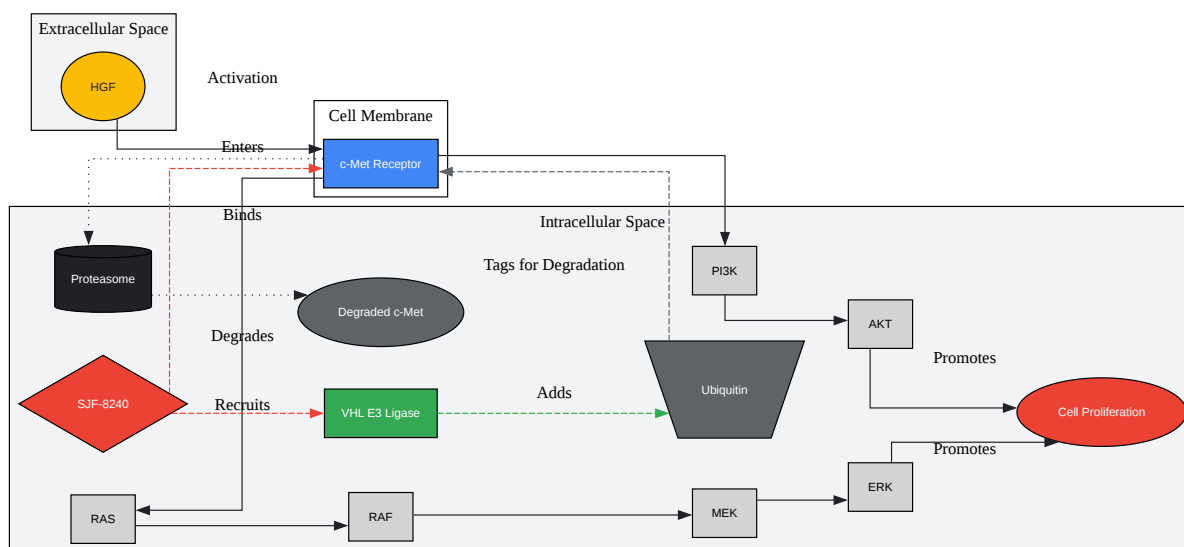 Extracellular Space
HGF
Activation
Cell Membrane
Enters
c-Met Receptor
Binds
Intracellular Space
Tags for Degradation
PI3K
Proteasome
Degraded c-Met
AKT
Degrades
Promotes
Ubiquitin
SJF-8240
Recruits
VHL E3 Ligase
Adds
Cell Proliferation
Promotes
ERK
RAS
RAF
MEK